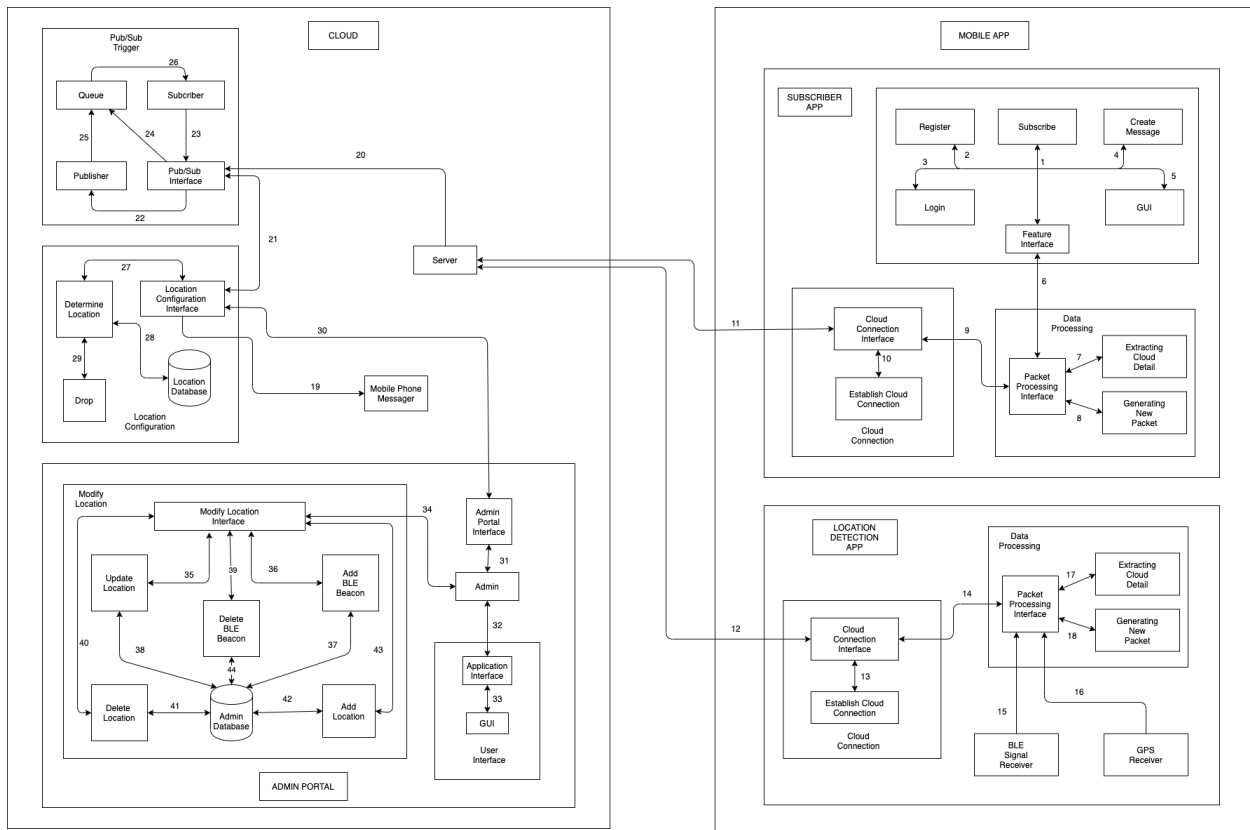 CLOUD
Pub/Sub
Trigger
26
Queue
Subcriber
25
24
23
Publisher
Pub/Sub
Interface
22
20
21
Server
27
Determine
Location
Location
Configuration
Interface
28
29
Drop
Location
Database
Location
Configuration
30
19
Mobile Phone
Messager
Modify
Location
Modify Location
Interface
34
Admin
Portal
Interface
31
Admin
35
39
36
Update
Location
Add
BLE
Beacon
Delete
BLE
Beacon
40
38
37
43
44
32
Delete
Location
41
Admin
Database
42
Add
Location
Application
Interface
33
GUI
User
Interface
ADMIN PORTAL
MOBILE APP
SUBSCRIBER
APP
Register
Subscribe
Create
Message
3
2
1
4
5
Login
GUI
Feature
Interface
6
11
Cloud
Connection
Interface
10
Establish Cloud
Connection
Cloud
Connection
9
Data
Processing
Packet
Processing
Interface
7
Extracting
Cloud
Detail
8
Generating
New
Packet
LOCATION
DETECTION
APP
Data
Processing
Packet
Processing
Interface
17
Extracting
Cloud
Detail
18
Generating
New
Packet
14
12
Cloud
Connection
Interface
13
Establish Cloud
Connection
Cloud
Connection
15
16
BLE
Signal
Receiver
GPS
Receiver